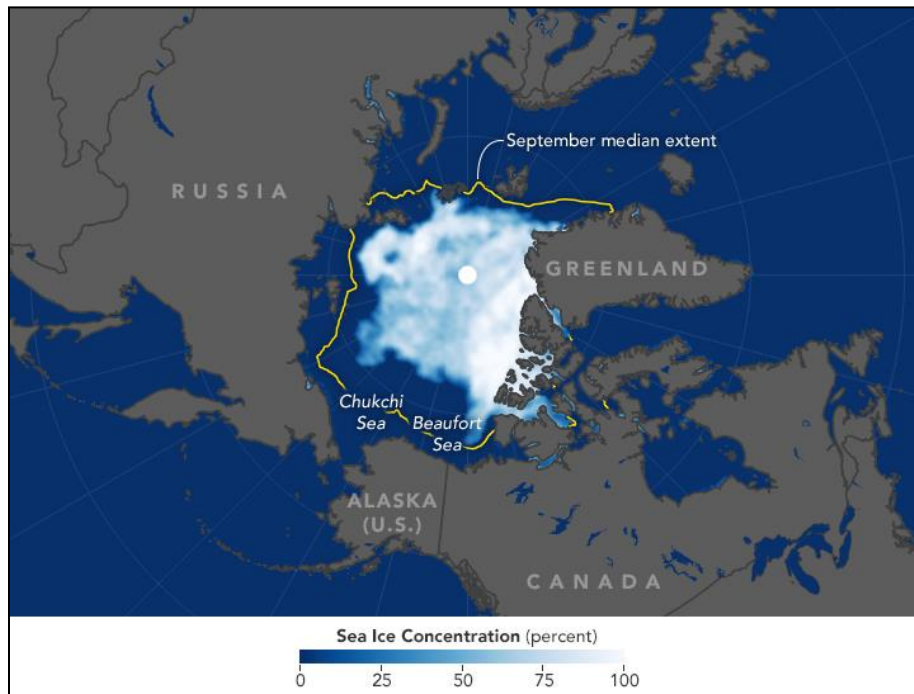 September median extent
RUSSIA
GREENLAND
Chukchi
Sea
Beaufort
Sea
ALASKA
(U.S.)
CANADA
Sea Ice Concentration (percent)
0 25 50 75 100